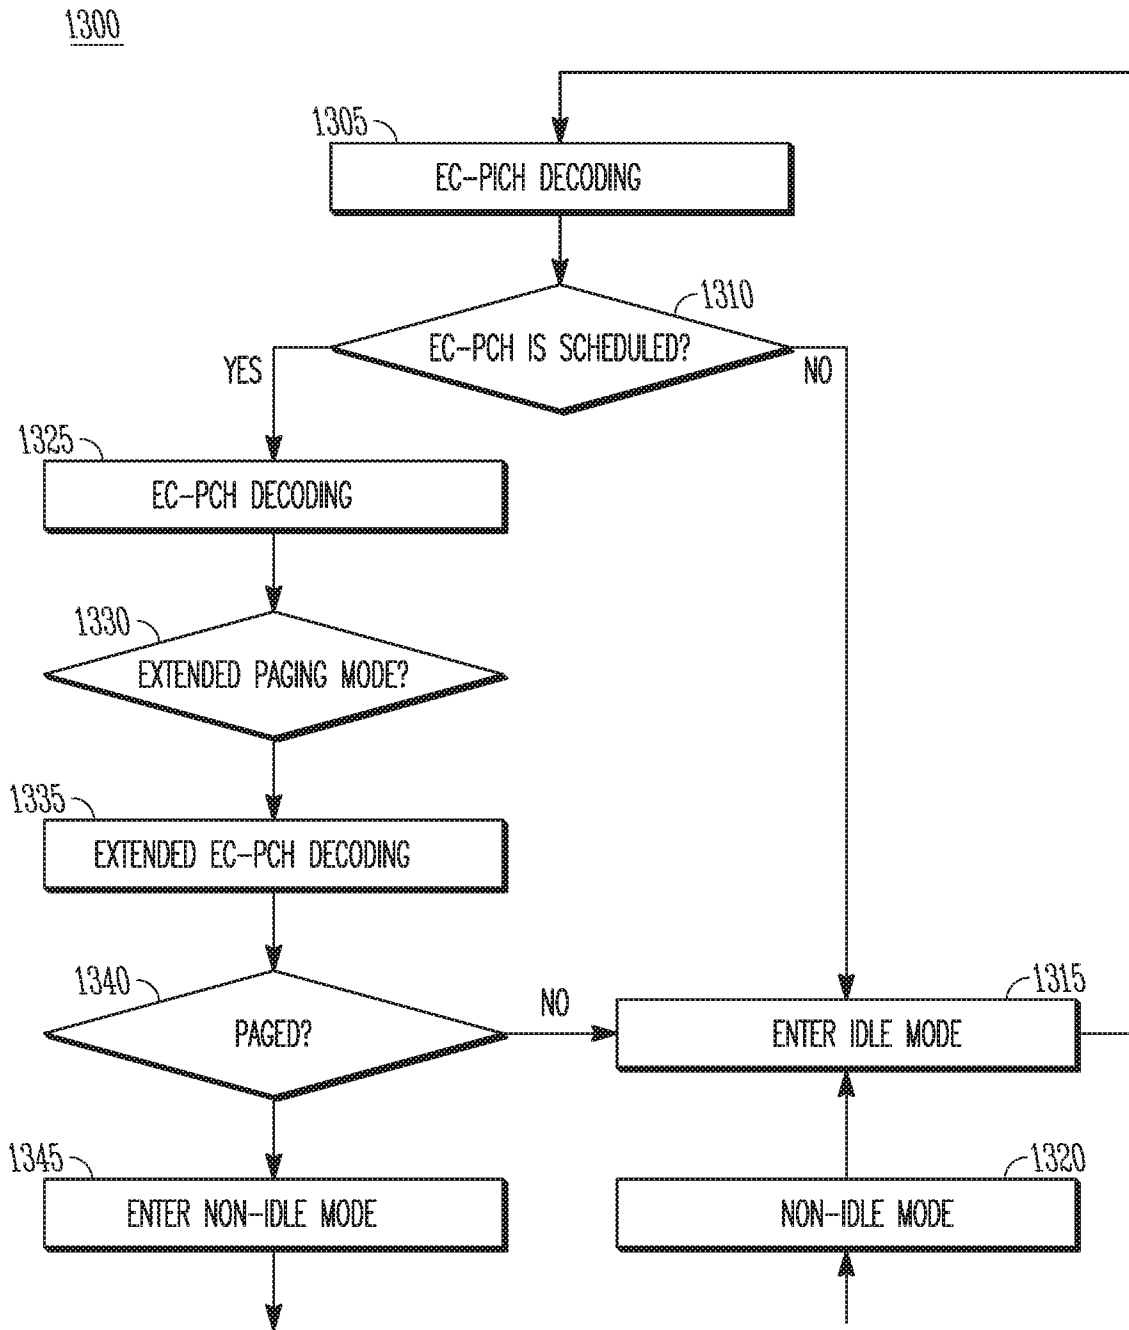 1300
1305
EC-PICH DECODING
1310
EC-PCH IS SCHEDULED?
YES
NO
1325
EC-PCH DECODING
1330
EXTENDED PAGING MODE?
1335
EXTENDED EC-PCH DECODING
1340
PAGED?
NO
1315
ENTER IDLE MODE
1345
ENTER NON-IDLE MODE
1320
NON-IDLE MODE